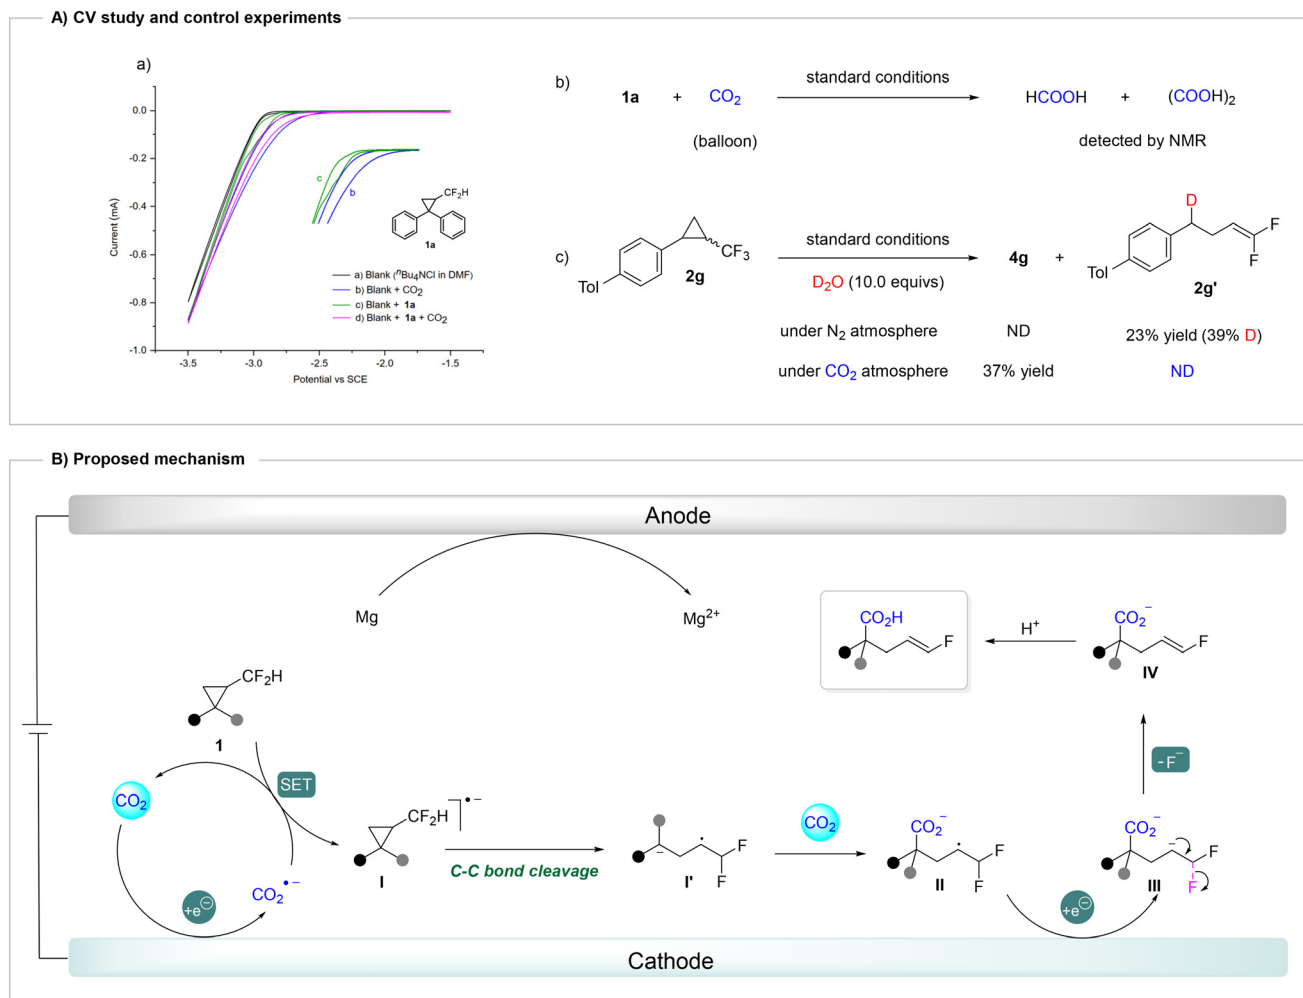 A) CV study and control experiments
a)
0.0
-0.2
-0.4
-0.6
-0.8
-1.0
Current (mA)
-3.5
-3.0
-2.5
-2.0
-1.5
Potential vs SCE
c
b
CF₂H
1a
a) Blank (ⁿBu₄NCl in DMF)
b) Blank + CO₂
c) Blank + 1a
d) Blank + 1a + CO₂
b)
1a + CO₂
(balloon)
standard conditions
HCOOH + (COOH)₂
detected by NMR
c)
Tol
CF₃
2g
standard conditions
D₂O (10.0 equivs)
4g +
D
F
F
Tol
2g'
under N₂ atmosphere ND 23% yield (39% D)
under CO₂ atmosphere 37% yield ND
B) Proposed mechanism
Anode
Mg
Mg²⁺
CF₂H
1
CO₂
SET
CO₂•−
+e⊖
CF₂H
•−
I
C-C bond cleavage
−
•
F
F
I'
CO₂
CO₂−
•
F
F
II
+e⊖
CO₂−
−
F
F
III
-F−
CO₂−
F
IV
H⁺
CO₂H
F
Cathode